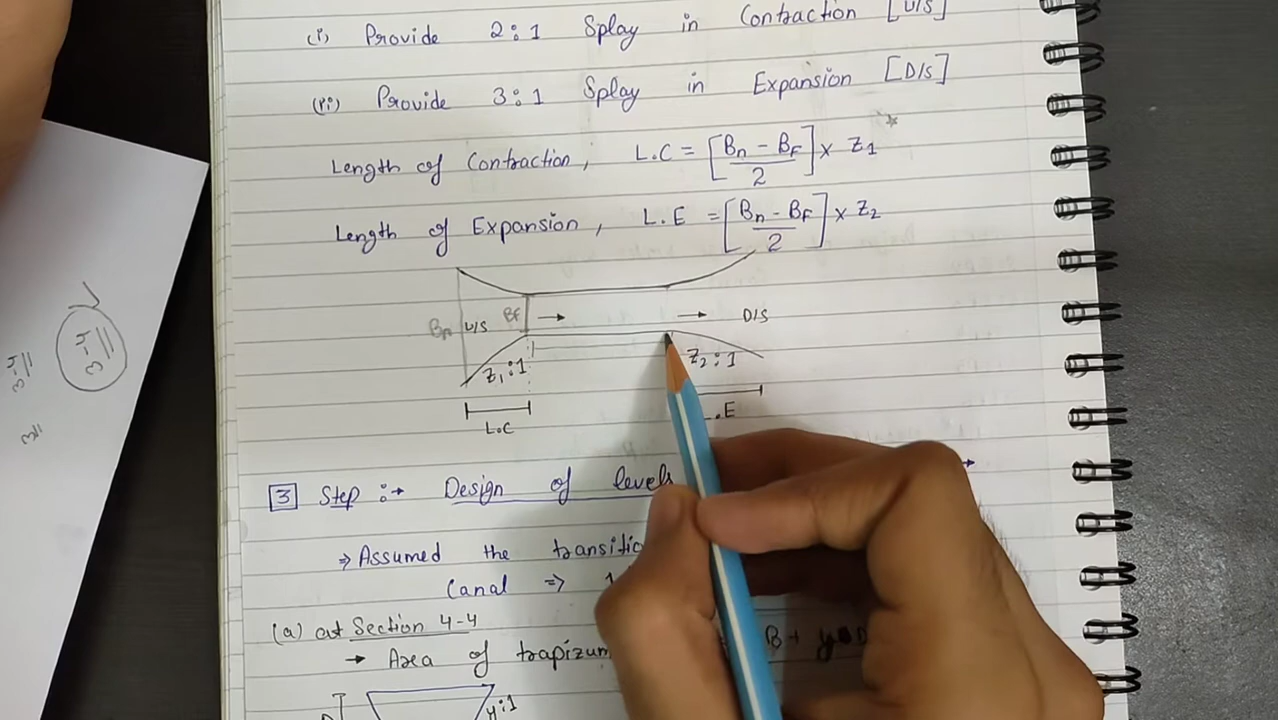 (i) Provide 2:1 Splay in Contraction [U/S]
(ii) Provide 3:1 Splay in Expansion [D/S]
Length of Contraction, L.C = [Bn - BF / 2] x Z1
Length of Expansion, L.E = [Bn - BF / 2] x Z2
Bn U/S BF D/S
Z1:1 Z2:1
L.C .E
3 Step :→ Design of levels
⇒ Assumed the
Canal ⇒
(a) at Section 4-4
→ Area of trapizum
y:1